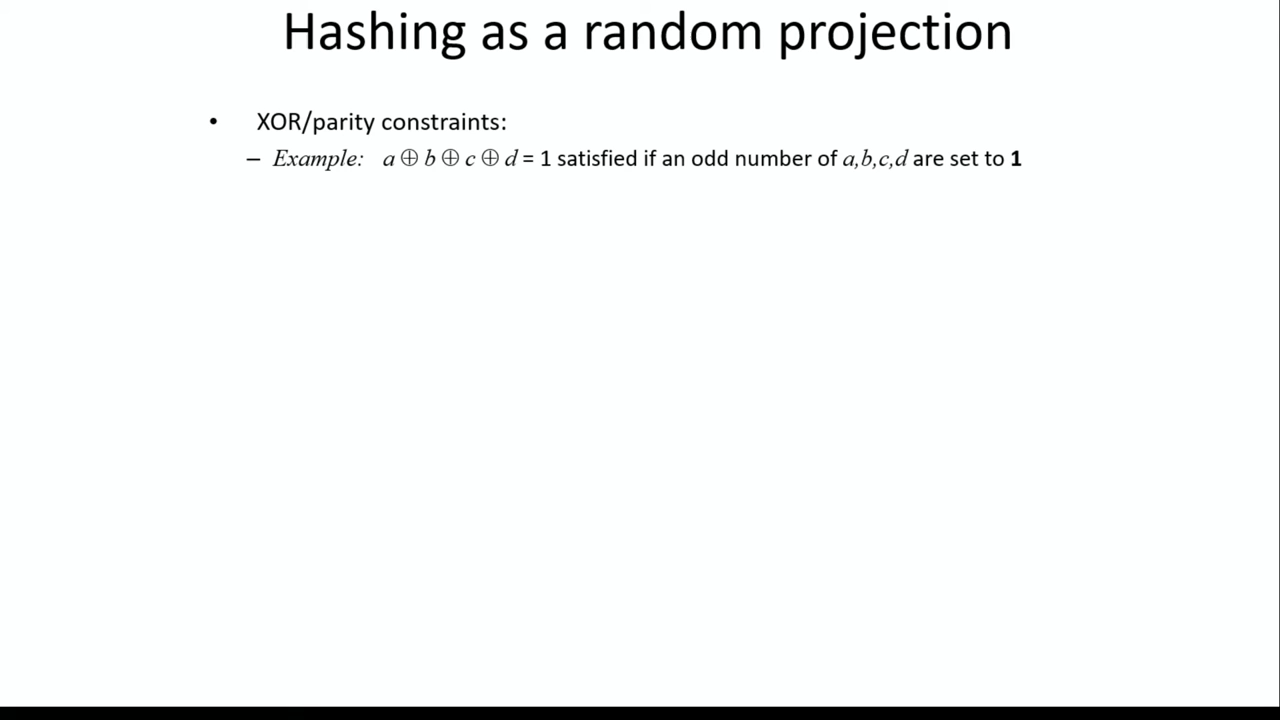 Hashing as a random projection
• XOR/parity constraints:
– Example: a ⊕ b ⊕ c ⊕ d = 1 satisfied if an odd number of a,b,c,d are set to 1